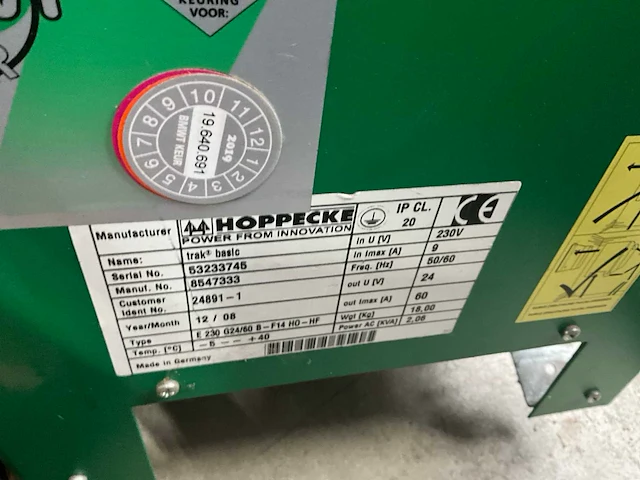 KEURING
VOOR:
7 8 9 10 11 12 1 2 3 4 5 6
2019
19.640.691
BMWT KEUR
Manufacturer HOPPECKE
POWER FROM INNOVATION
IP CL.
20
CE
Name: trak® basic
Serial No. 53233745
Manuf. No. 8547333
Customer
Ident No. 24891-1
Year/Month 12 / 08
Type E 230 G24/60 B-F14 HO-HF
Temp. [°C] -5 -- +40
Made in Germany
In U [V] 230V
In Imax [A] 9
Freq. [Hz] 50/60
out U [V] 24
out Imax [A] 60
Wgt [Kg] 18,00
Power AC [KVA] 2,06